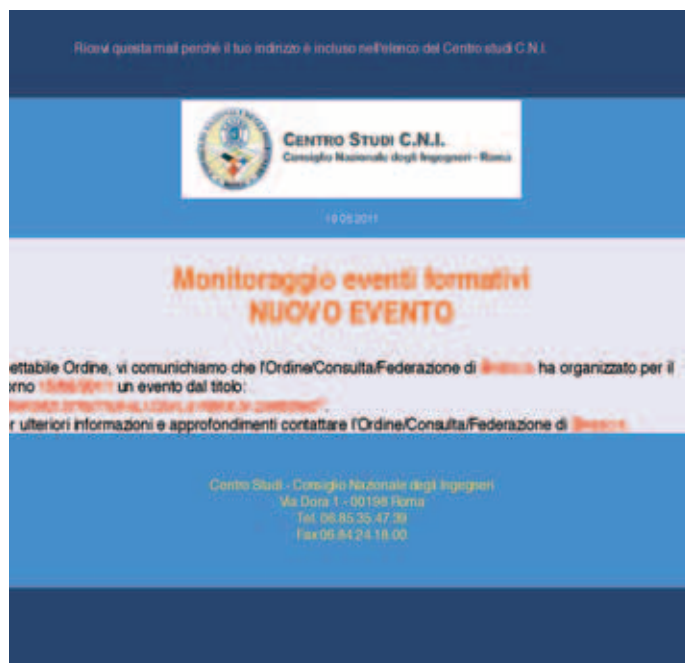 Ricevi questa mail perché il tuo indirizzo è incluso nell'elenco del Centro studi C.N.I.
CENTRO STUDI C.N.I.
Consiglio Nazionale degli Ingegneri - Roma
19 05 2011
Monitoraggio eventi formativi
NUOVO EVENTO
ettabile Ordine, vi comunichiamo che l'Ordine/Consulta/Federazione di ha organizzato per il
orno un evento dal titolo:
r ulteriori informazioni e approfondimenti contattare l'Ordine/Consulta/Federazione di
Centro Studi - Consiglio Nazionale degli Ingegneri
Via Dora 1 - 00198 Roma
Tel. 06.85.35.47.39
Fax 06.84.24.18.00